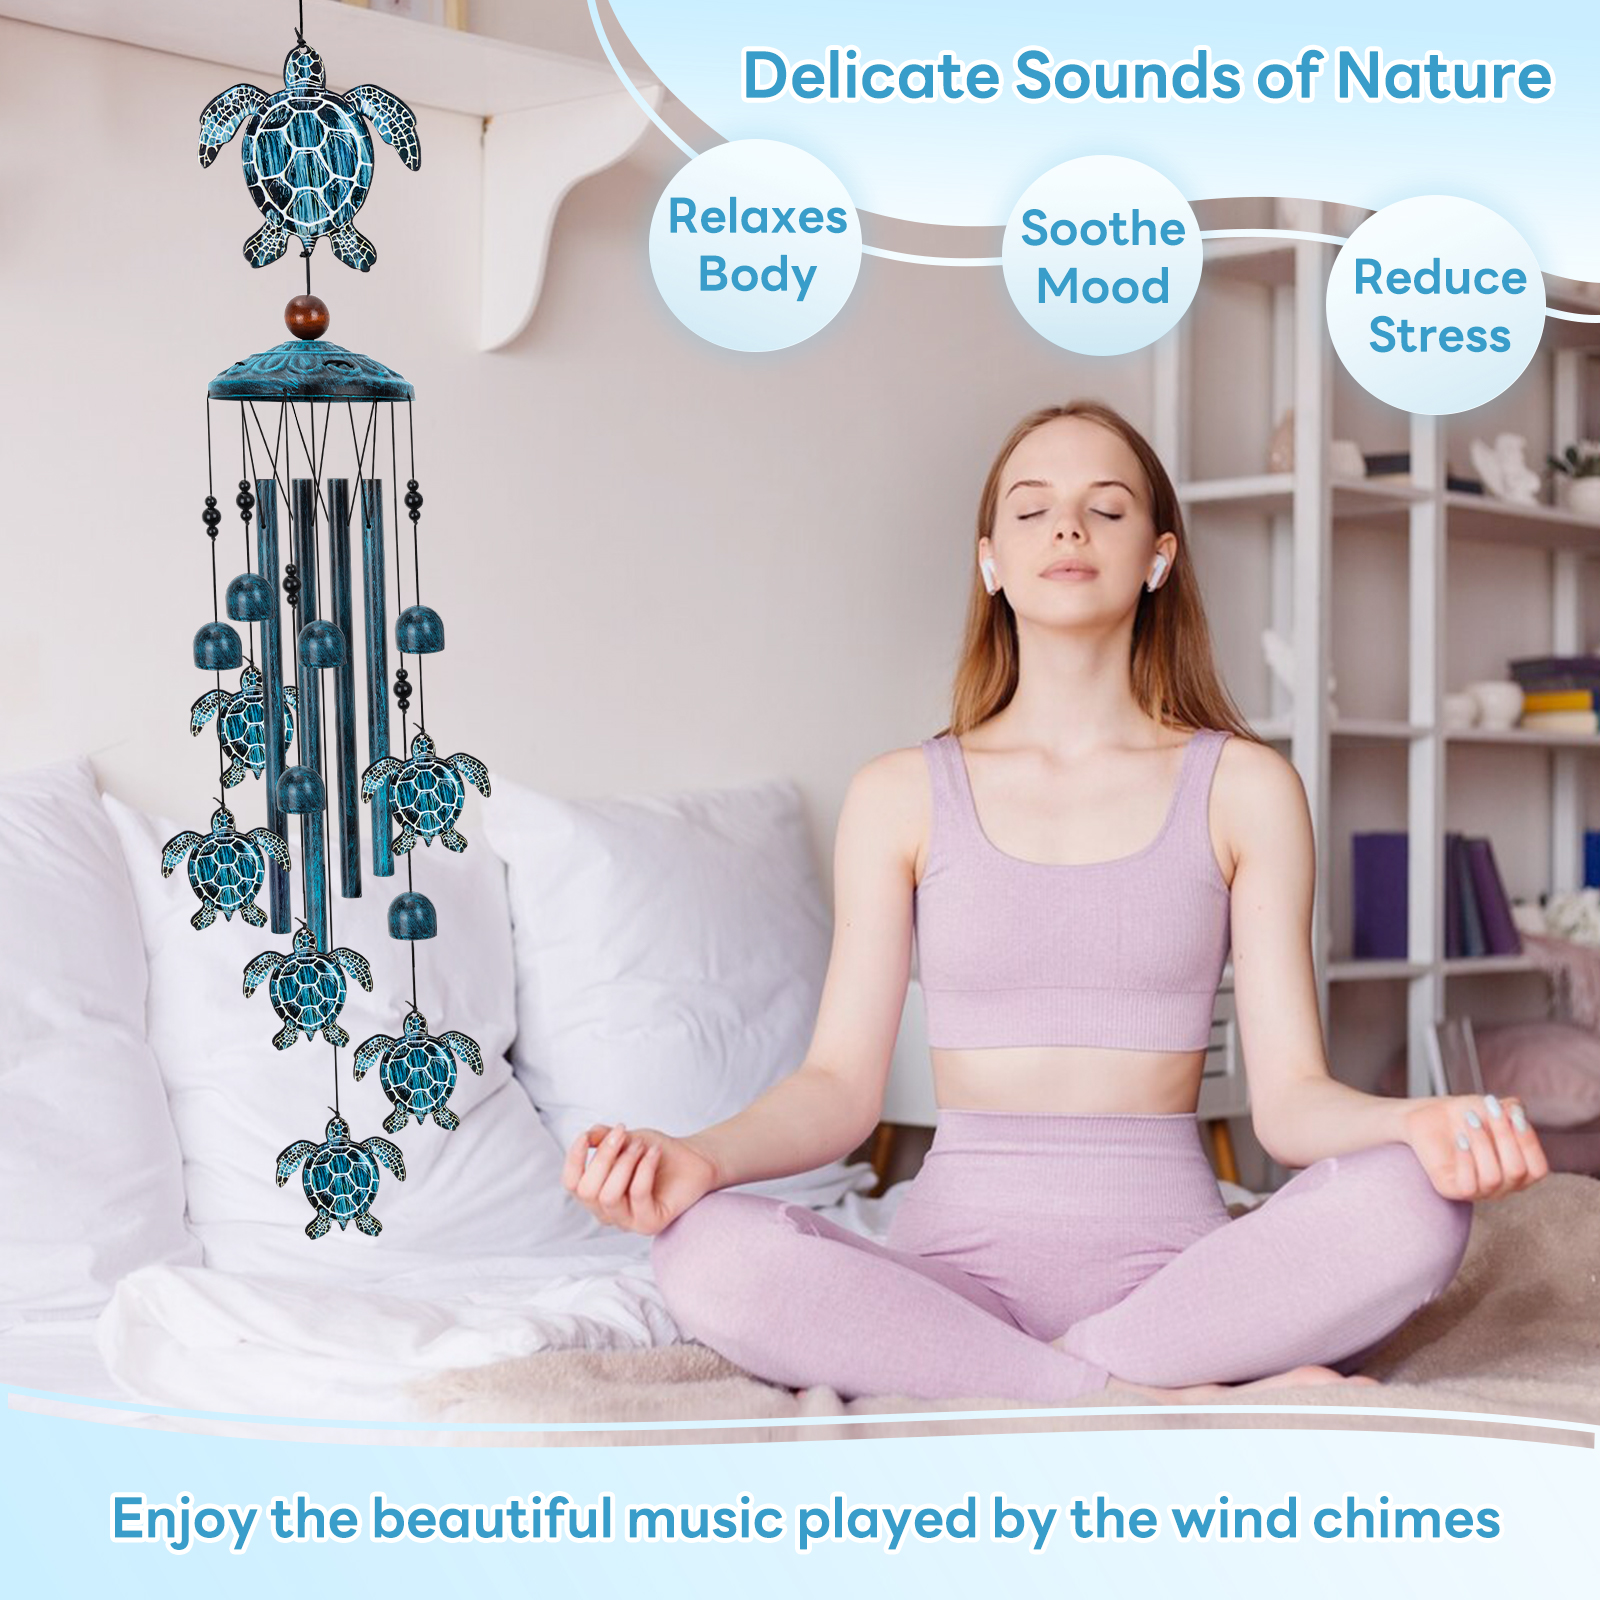 Delicate Sounds of Nature
Relaxes
Body
Soothe
Mood
Reduce
Stress
Enjoy the beautiful music played by the wind chimes